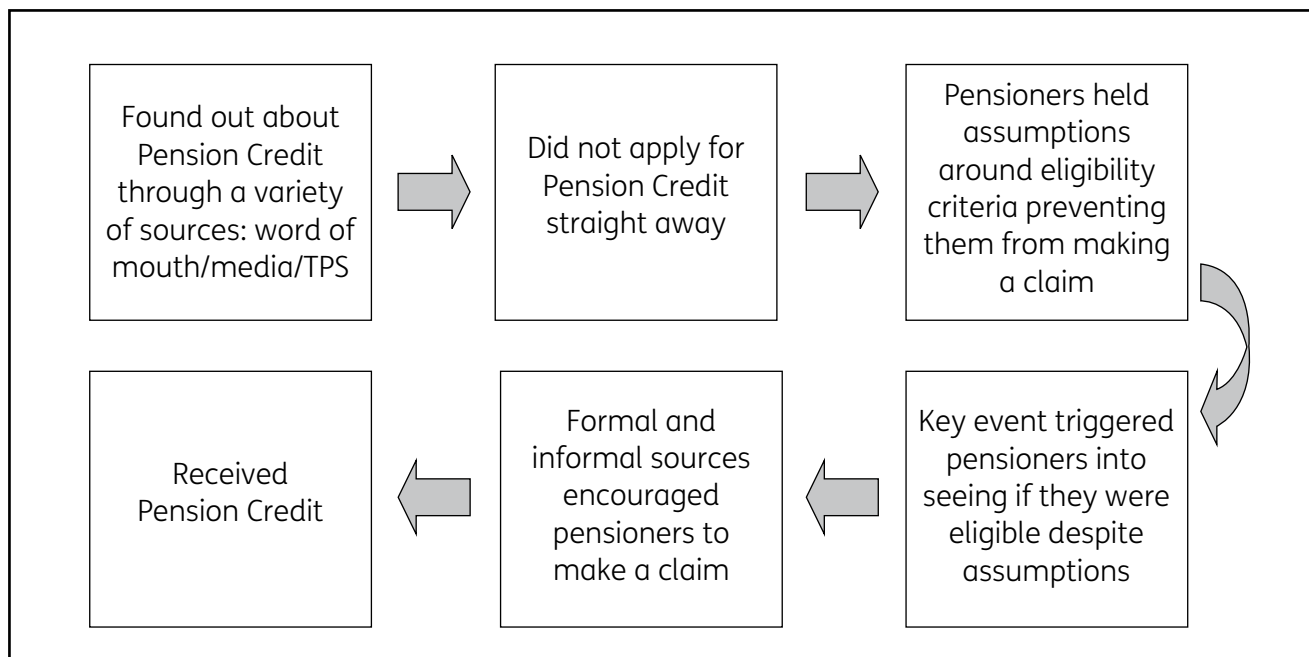 Found out about
Pension Credit
through a variety
of sources: word of
mouth/media/TPS
Did not apply for
Pension Credit
straight away
Pensioners held
assumptions
around eligibility
criteria preventing
them from making
a claim
Key event triggered
pensioners into
seeing if they were
eligible despite
assumptions
Formal and
informal sources
encouraged
pensioners to
make a claim
Received
Pension Credit